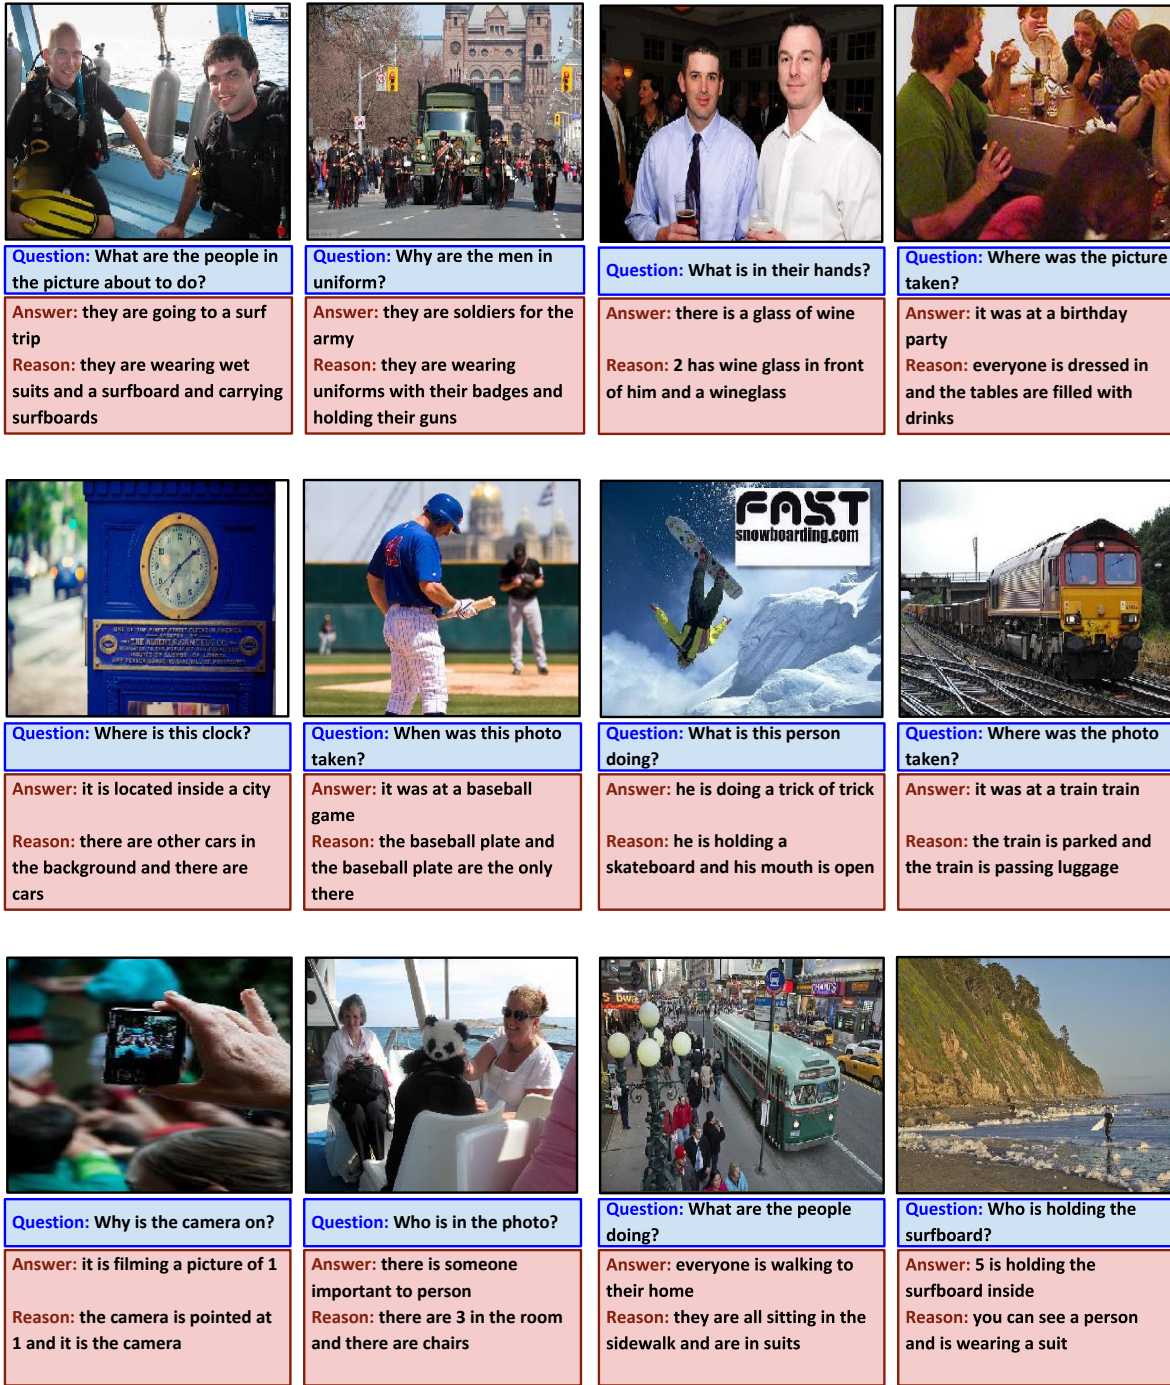 Question: What are the people in
the picture about to do?
Answer: they are going to a surf
trip
Reason: they are wearing wet
suits and a surfboard and carrying
surfboards
Question: Why are the men in
uniform?
Answer: they are soldiers for the
army
Reason: they are wearing
uniforms with their badges and
holding their guns
Question: What is in their hands?
Answer: there is a glass of wine
Reason: 2 has wine glass in front
of him and a wineglass
Question: Where was the picture
taken?
Answer: it was at a birthday
party
Reason: everyone is dressed in
and the tables are filled with
drinks
Question: Where is this clock?
Answer: it is located inside a city
Reason: there are other cars in
the background and there are
cars
4
Question: When was this photo
taken?
Answer: it was at a baseball
game
Reason: the baseball plate and
the baseball plate are the only
there
FAST
snowboarding.com
Question: What is this person
doing?
Answer: he is doing a trick of trick
Reason: he is holding a
skateboard and his mouth is open
Question: Where was the photo
taken?
Answer: it was at a train train
Reason: the train is parked and
the train is passing luggage
Question: Why is the camera on?
Answer: it is filming a picture of 1
Reason: the camera is pointed at
1 and it is the camera
Question: Who is in the photo?
Answer: there is someone
important to person
Reason: there are 3 in the room
and there are chairs
Question: What are the people
doing?
Answer: everyone is walking to
their home
Reason: they are all sitting in the
sidewalk and are in suits
Question: Who is holding the
surfboard?
Answer: 5 is holding the
surfboard inside
Reason: you can see a person
and is wearing a suit